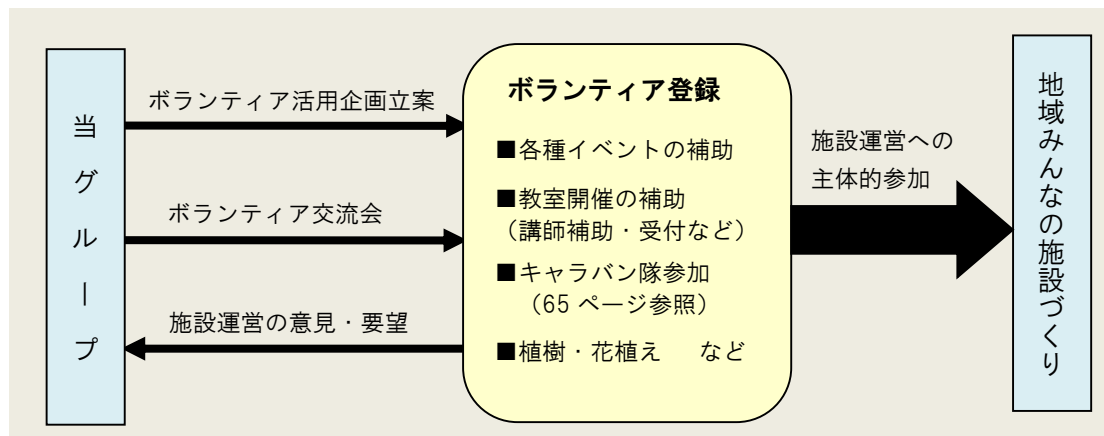 当グループ
ボランティア活用企画立案
ボランティア交流会
施設運営の意見・要望
ボランティア登録
■各種イベントの補助
■教室開催の補助
（講師補助・受付など）
■キャラバン隊参加
（65 ページ参照）
■植樹・花植え　など
施設運営への
主体的参加
地域みんなの施設づくり